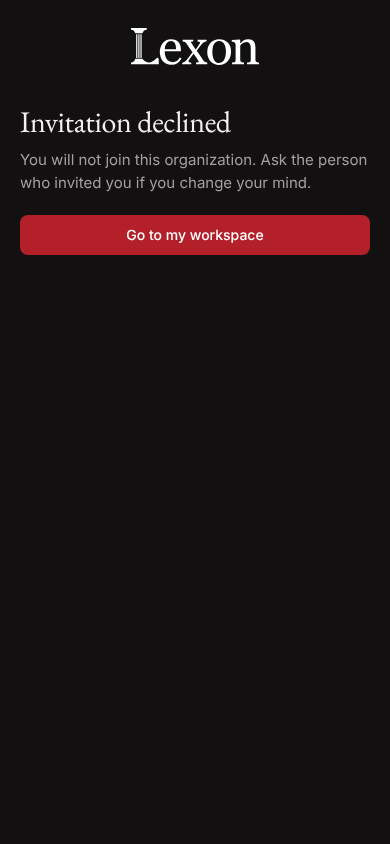 Lexon
Invitation declined
You will not join this organization. Ask the person
who invited you if you change your mind.
Go to my workspace